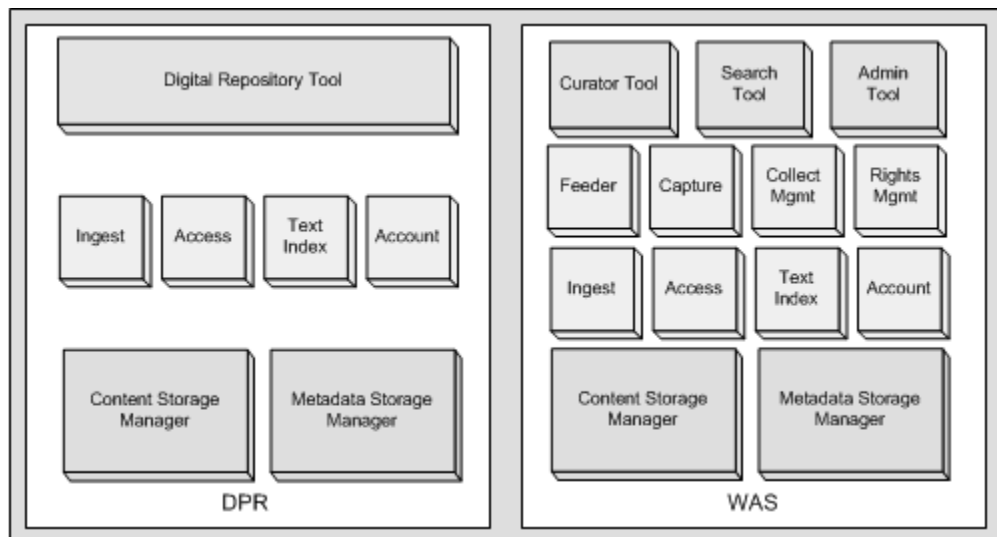 Digital Repository Tool
Ingest
Access
Text
Index
Account
Content Storage
Manager
Metadata Storage
Manager
DPR
Curator Tool
Search
Tool
Admin
Tool
Feeder
Capture
Collect
Mgmt
Rights
Mgmt
Ingest
Access
Text
Index
Account
Content Storage
Manager
Metadata Storage
Manager
WAS